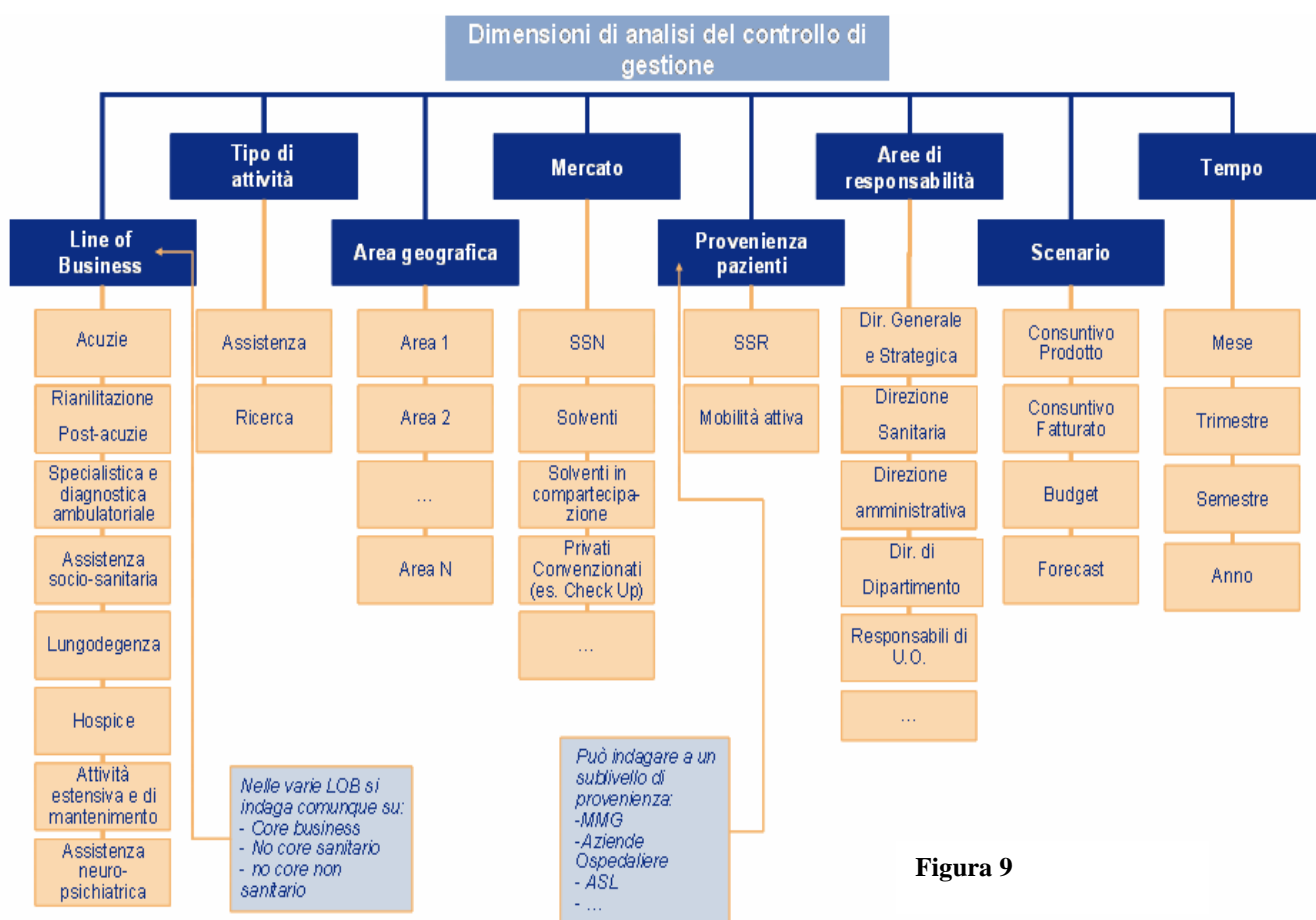 Dimensioni di analisi del controllo di
gestione
Line of
Business
Acuzie
Rianilitazione
Post-acuzie
Specialistica e
diagnostica
ambulatoriale
Assistenza
socio-sanitaria
Lungodegenza
Hospice
Attività
estensiva e di
mantenimento
Assistenza
neuro-
psichiatrica
Tipo di
attività
Assistenza
Ricerca
Area geografica
Area 1
Area 2
...
Area N
Mercato
SSN
Solventi
Solventi in
compartecipa-
zione
Privati
Convenzionati
(es. Check Up)
...
Provenienza
pazienti
SSR
Mobilità attiva
Aree di
responsabilità
Dir. Generale
e Strategica
Direzione
Sanitaria
Direzione
amministrativa
Dir. di
Dipartimento
Responsabili di
U.O.
...
Scenario
Consuntivo
Prodotto
Consuntivo
Fatturato
Budget
Forecast
Tempo
Mese
Trimestre
Semestre
Anno
Nelle varie LOB si
indaga comunque su:
- Core business
- No core sanitario
- no core non
sanitario
Può indagare a un
sublivello di
provenienza:
-MMG
-Aziende
Ospedaliere
- ASL
- ...
Figura 9